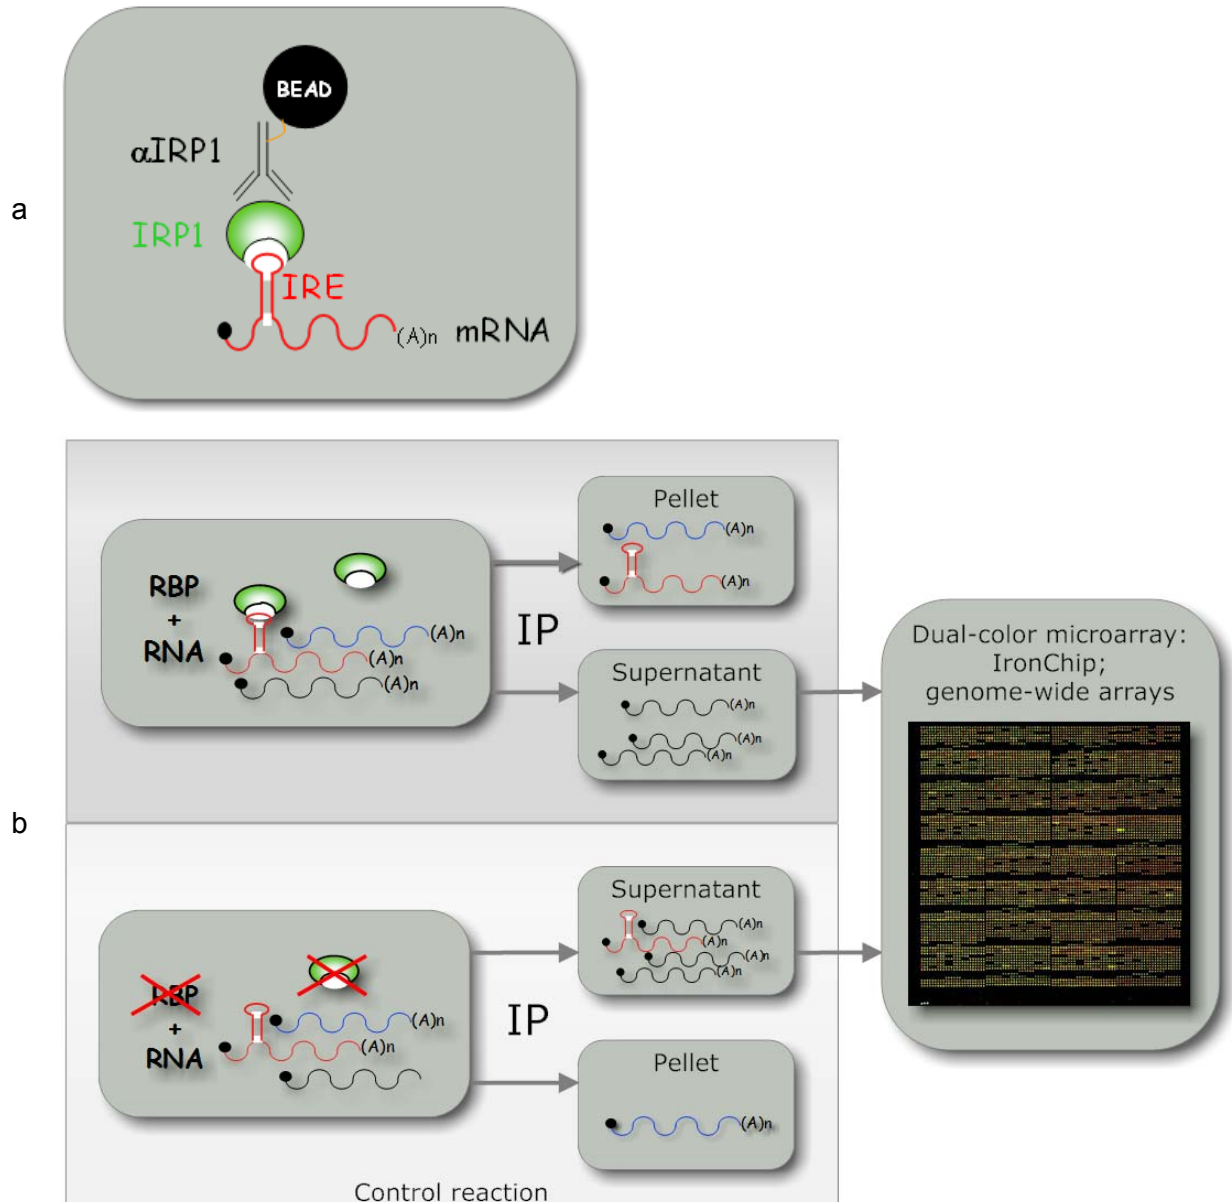 a
BEAD
αIRP1
IRP1
IRE
(A)n mRNA
b
RBP
+
RNA
(A)n
(A)n
(A)n
IP
Pellet
(A)n
(A)n
Supernatant
(A)n
(A)n
(A)n
Dual-color microarray:
IronChip;
genome-wide arrays
RBP
+
RNA
(A)n
(A)n
IP
Supernatant
(A)n
(A)n
(A)n
(A)n
Pellet
(A)n
Control reaction